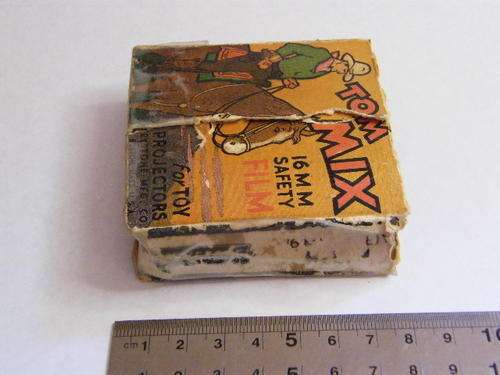 TOM
MIX
16 MM
SAFETY
FILM
for TOY
PROJECTORS
cm 1 2 3 4 5 6 7 8 9 10